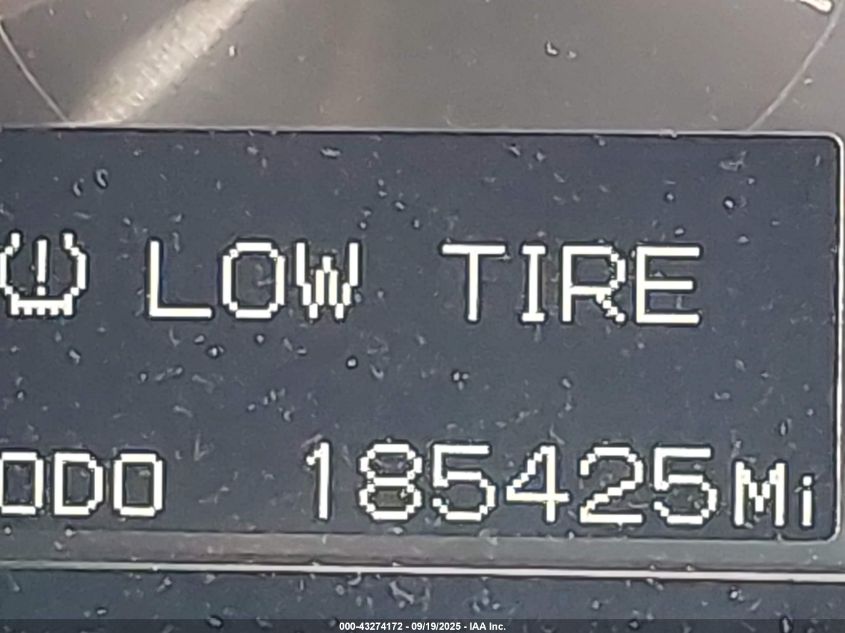 LOW TIRE
ODO 185425Mi
000-43274172 - 09/19/2025 - IAA Inc.